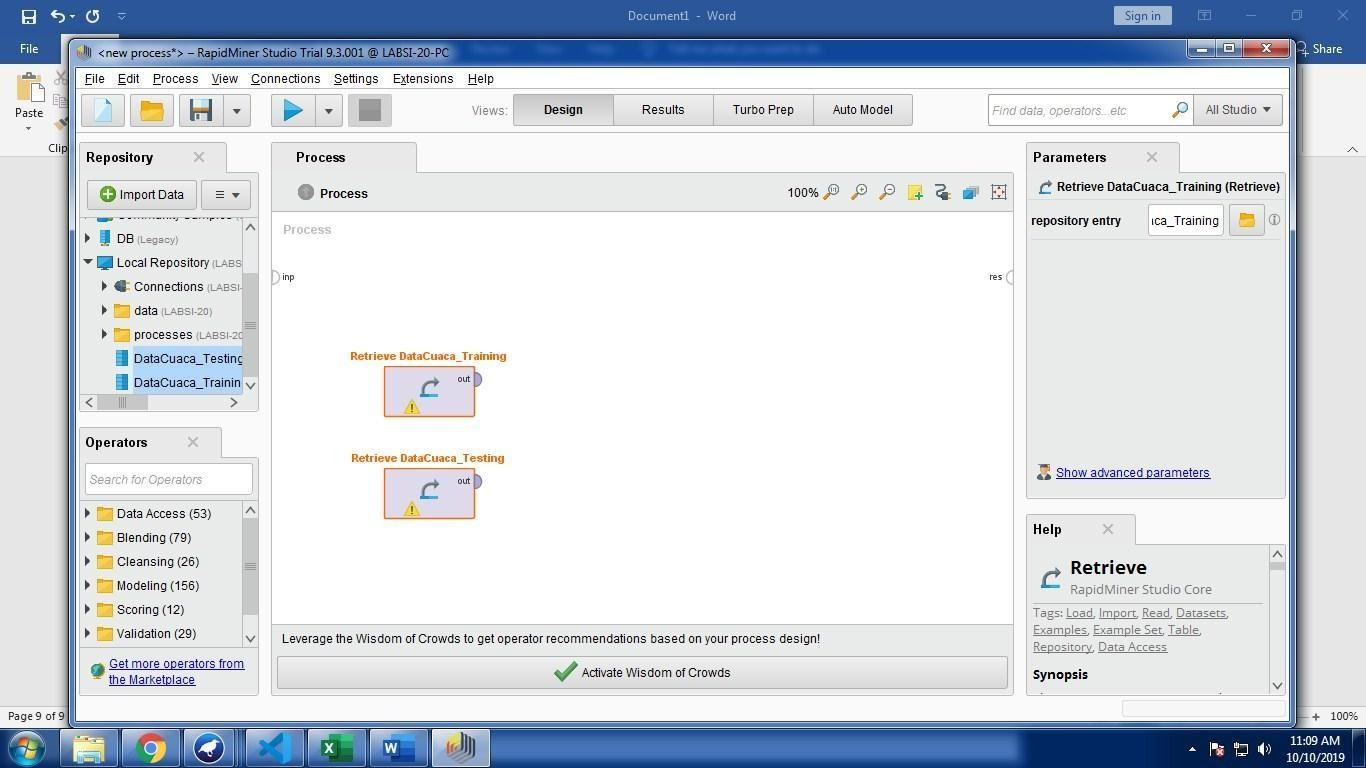 Document1 - Word
Sign in
File
Share
Paste
Clip
<new process*> – RapidMiner Studio Trial 9.3.001 @ LABSI-20-PC
File Edit Process View Connections Settings Extensions Help
Views: Design Results Turbo Prep Auto Model
Find data, operators...etc
All Studio
Repository
Import Data
Community Samples
DB (Legacy)
Local Repository (LABS
Connections (LABSI-
data (LABSI-20)
processes (LABSI-20
DataCuaca_Testing
DataCuaca_Trainin
Operators
Search for Operators
Data Access (53)
Blending (79)
Cleansing (26)
Modeling (156)
Scoring (12)
Validation (29)
Get more operators from
the Marketplace
Process
Process
100%
Process
inp
res
Retrieve DataCuaca_Training
out
Retrieve DataCuaca_Testing
out
Leverage the Wisdom of Crowds to get operator recommendations based on your process design!
Activate Wisdom of Crowds
Parameters
Retrieve DataCuaca_Training (Retrieve)
repository entry
ıca_Training
Show advanced parameters
Help
Retrieve
RapidMiner Studio Core
Tags: Load, Import, Read, Datasets,
Examples, Example Set, Table,
Repository, Data Access
Synopsis
Page 9 of 9
100%
11:09 AM
10/10/2019